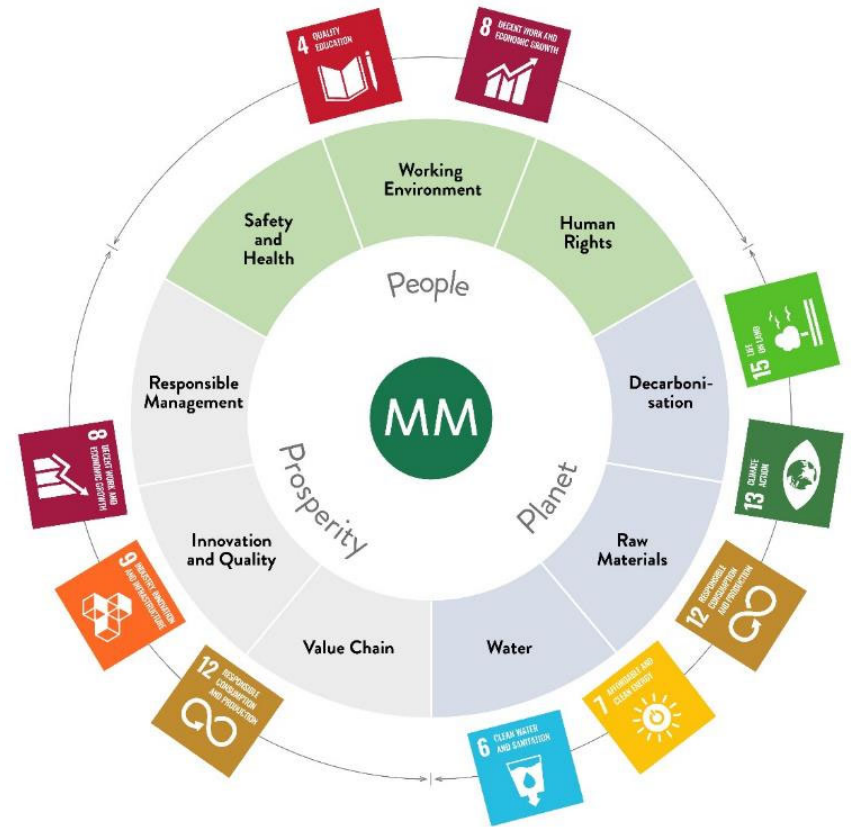 4 QUALITY
EDUCATION
8 DECENT WORK AND
ECONOMIC GROWTH
Working
Environment
Safety
and
Health
Human
Rights
People
15 LIFE
ON LAND
Responsible
Management
MM
Decarboni-
sation
8 DECENT WORK AND
ECONOMIC GROWTH
Prosperity
Planet
13 CLIMATE
ACTION
Innovation
and Quality
Raw
Materials
9 INDUSTRY, INNOVATION
AND INFRASTRUCTURE
12 RESPONSIBLE
CONSUMPTION
AND PRODUCTION
Value Chain
Water
12 RESPONSIBLE
CONSUMPTION
AND PRODUCTION
7 AFFORDABLE AND
CLEAN ENERGY
6 CLEAN WATER
AND SANITATION